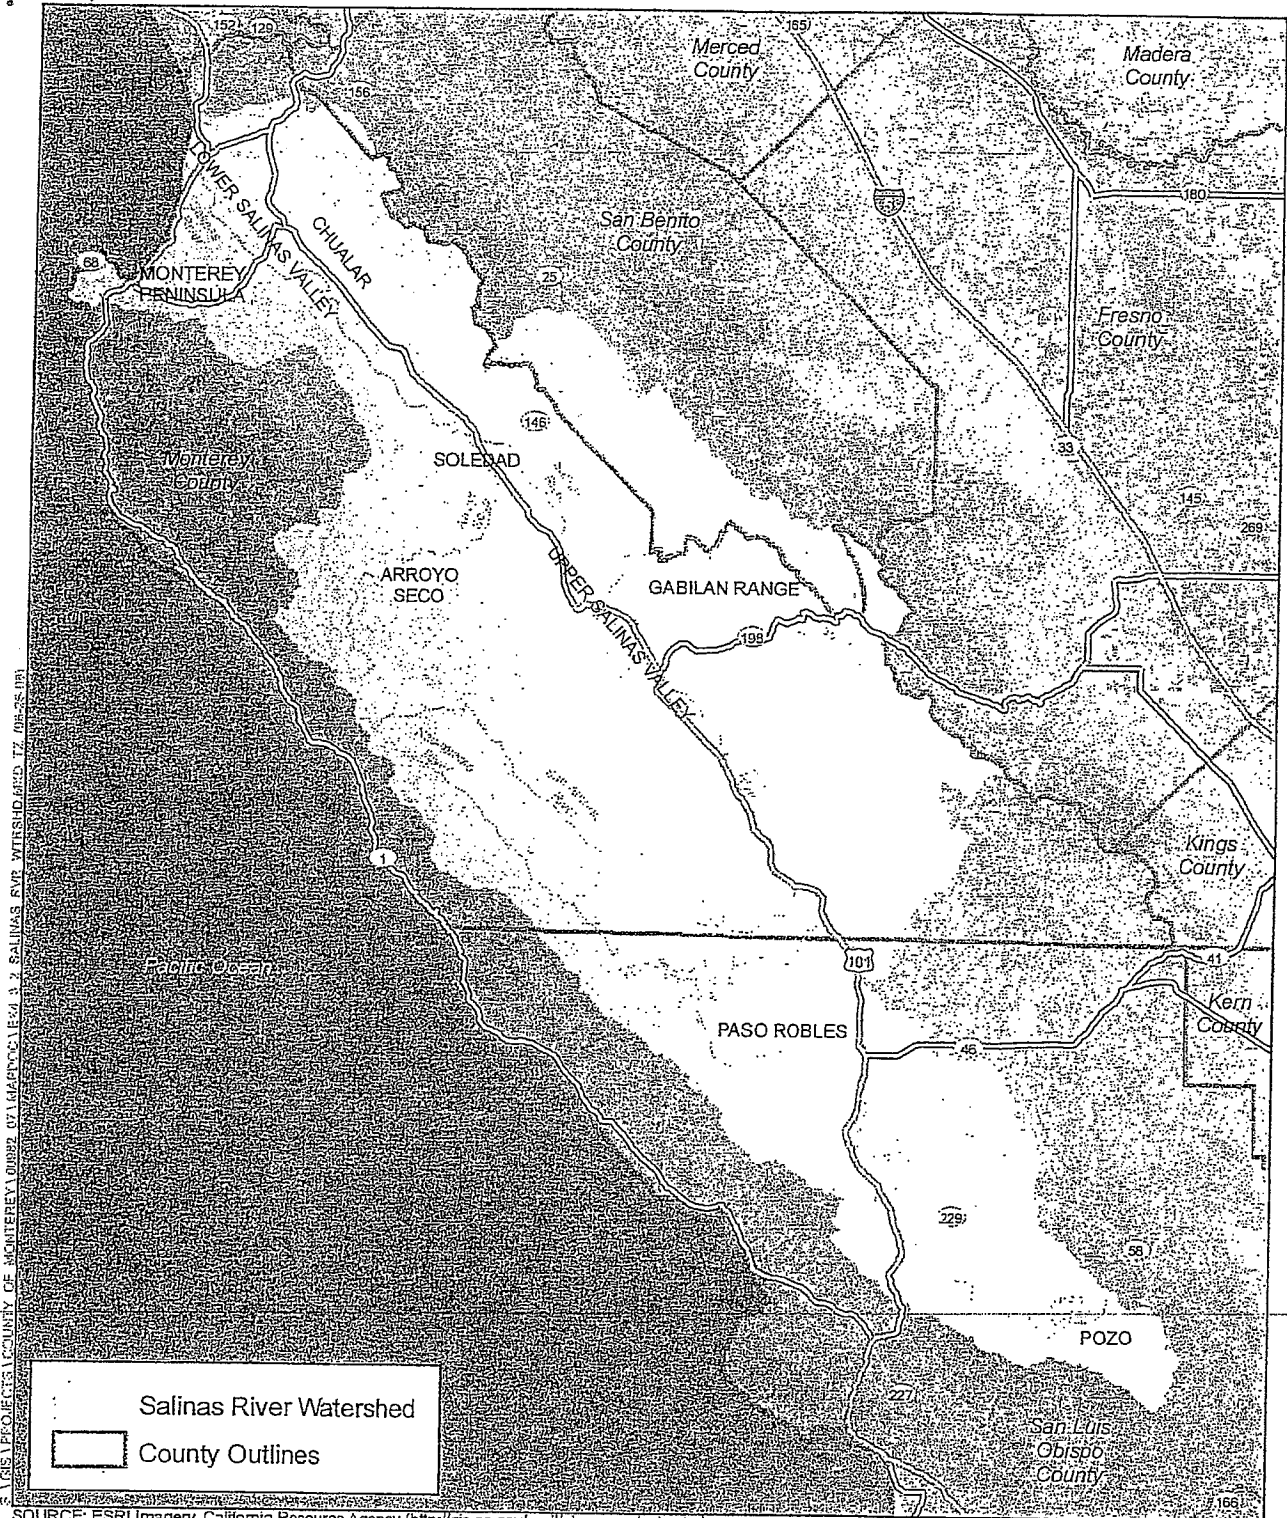 152
129
165
Merced
County
Madera
County
156
180
LOWER SALINAS VALLEY
CHUALAR
San Benito
County
68
MONTEREY
PENINSULA
25
Fresno
County
146
33
Monterey
County
SOLEDAD
145
269
ARROYO
SECO
UPPER SALINAS VALLEY
GABILAN RANGE
198
1
Kings
County
Pacific Ocean
101
41
Kern
County
PASO ROBLES
46
229
58
POZO
227
San Luis
Obispo
County
166
Salinas River Watershed
County Outlines
SOURCE: ESRI Imagery, California Resource Agency